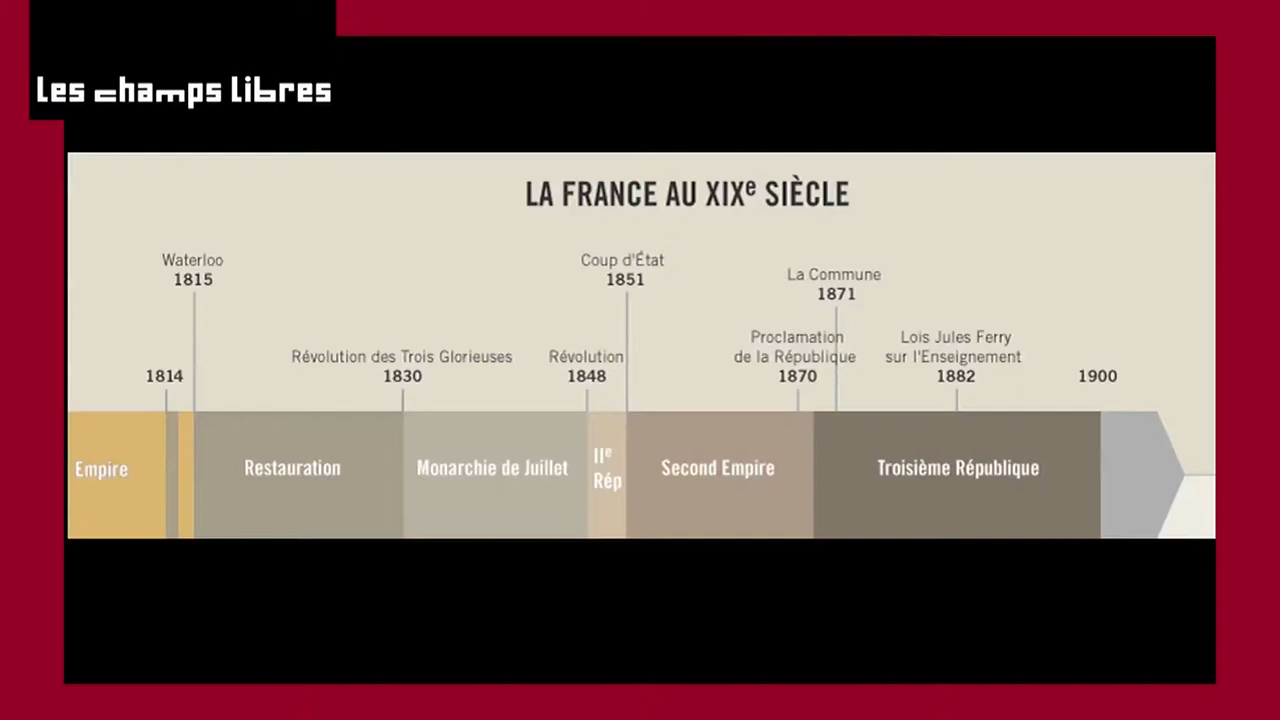 les champs libres
LA FRANCE AU XIXe SIÈCLE
Waterloo
1815
Coup d'État
1851
La Commune
1871
1814
Révolution des Trois Glorieuses
1830
Révolution
1848
Proclamation
de la République
1870
Lois Jules Ferry
sur l'Enseignement
1882
1900
Empire
Restauration
Monarchie de Juillet
IIe
Rép
Second Empire
Troisième République